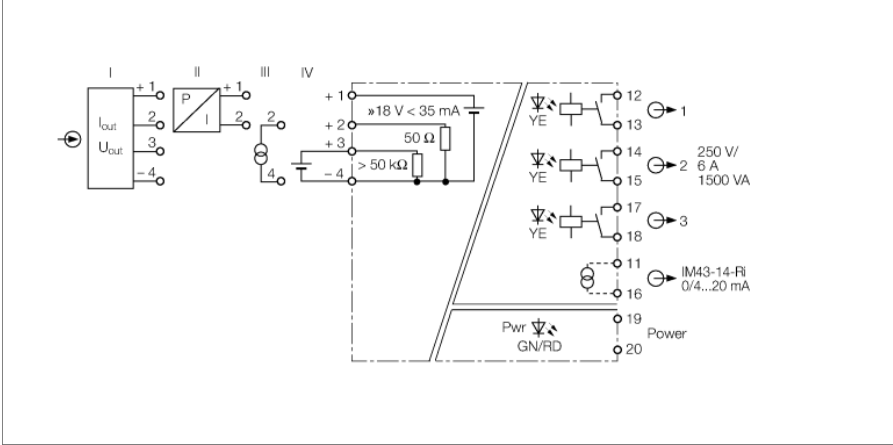 I II III IV
+ 1
I out
2
U out
3
– 4
P
I
+ 1
2
2
4
+ 1
»18 V < 35 mA
+ 2
50 Ω
+ 3
> 50 kΩ
– 4
YE
12
13
1
YE
14
15
2
250 V/
6 A
1500 VA
YE
17
18
3
11
16
IM43-14-Ri
0/4...20 mA
Pwr
GN/RD
19
20
Power